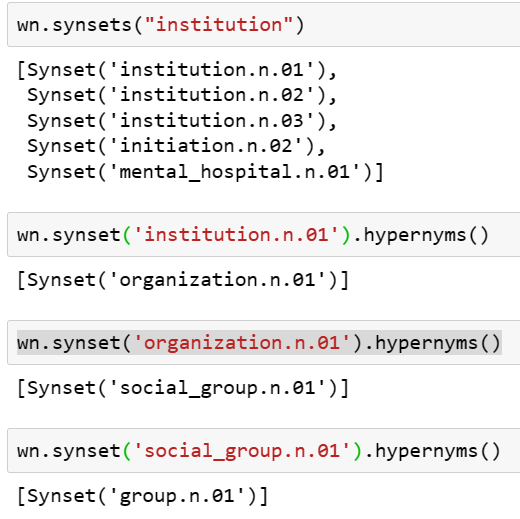 wn.synsets("institution")
[Synset('institution.n.01'),
Synset('institution.n.02'),
Synset('institution.n.03'),
Synset('initiation.n.02'),
Synset('mental_hospital.n.01')]
wn.synset('institution.n.01').hypernyms()
[Synset('organization.n.01')]
wn.synset('organization.n.01').hypernyms()
[Synset('social_group.n.01')]
wn.synset('social_group.n.01').hypernyms()
[Synset('group.n.01')]